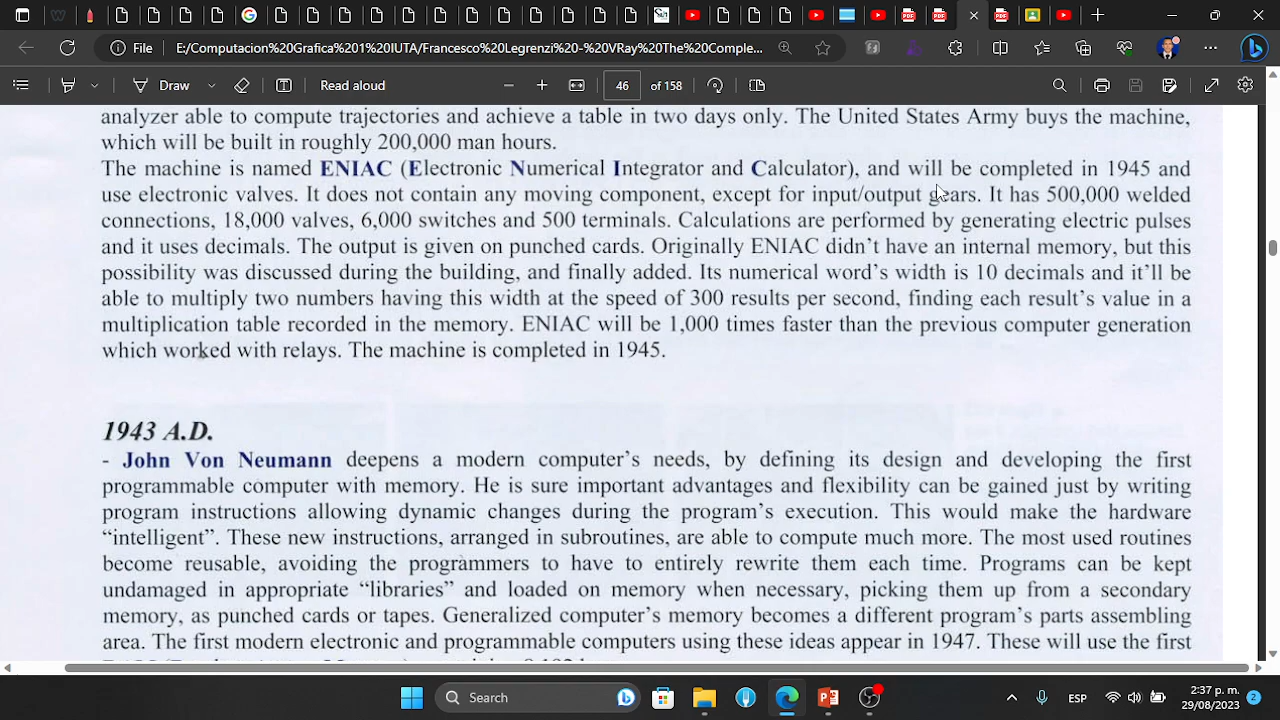 File
E:/Computacion%20Grafica%201%20IUTA/Francesco%20Legrenzi%20-%20VRay%20The%20Comple...
Draw
Read aloud
46
of 158
analyzer able to compute trajectories and achieve a table in two days only. The United States Army buys the machine,
which will be built in roughly 200,000 man hours.
The machine is named ENIAC (Electronic Numerical Integrator and Calculator), and will be completed in 1945 and
use electronic valves. It does not contain any moving component, except for input/output gears. It has 500,000 welded
connections, 18,000 valves, 6,000 switches and 500 terminals. Calculations are performed by generating electric pulses
and it uses decimals. The output is given on punched cards. Originally ENIAC didn’t have an internal memory, but this
possibility was discussed during the building, and finally added. Its numerical word’s width is 10 decimals and it’ll be
able to multiply two numbers having this width at the speed of 300 results per second, finding each result’s value in a
multiplication table recorded in the memory. ENIAC will be 1,000 times faster than the previous computer generation
which worked with relays. The machine is completed in 1945.
1943 A.D.
- John Von Neumann deepens a modern computer’s needs, by defining its design and developing the first
programmable computer with memory. He is sure important advantages and flexibility can be gained just by writing
program instructions allowing dynamic changes during the program’s execution. This would make the hardware
“intelligent”. These new instructions, arranged in subroutines, are able to compute much more. The most used routines
become reusable, avoiding the programmers to have to entirely rewrite them each time. Programs can be kept
undamaged in appropriate “libraries” and loaded on memory when necessary, picking them up from a secondary
memory, as punched cards or tapes. Generalized computer’s memory becomes a different program’s parts assembling
area. The first modern electronic and programmable computers using these ideas appear in 1947. These will use the first
Search
ESP
2:37 p. m.
29/08/2023
2